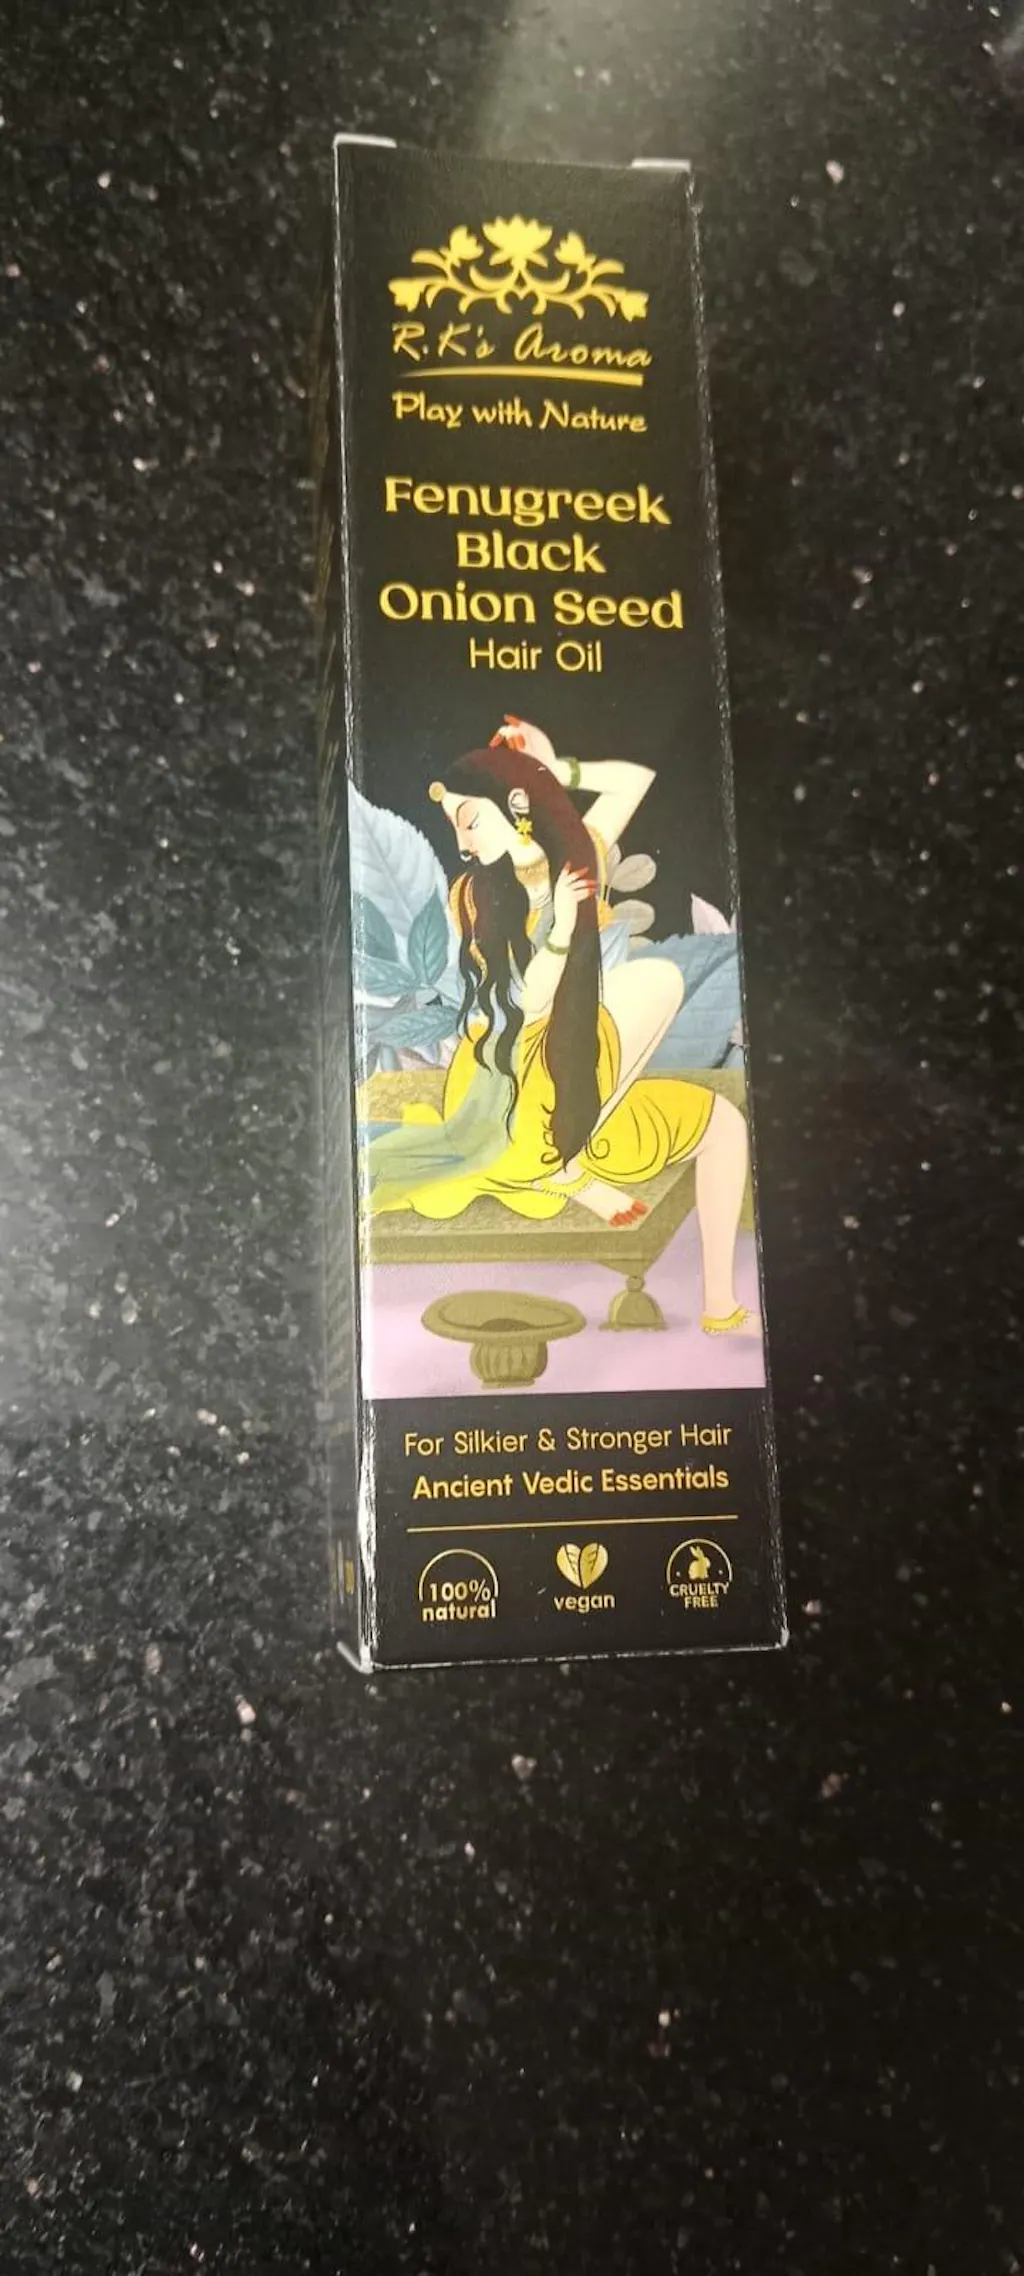 R.K's Aroma
Play with Nature
Fenugreek
Black
Onion Seed
Hair Oil
For Silkier & Stronger Hair
Ancient Vedic Essentials
100%
natural
vegan
CRUELTY
FREE